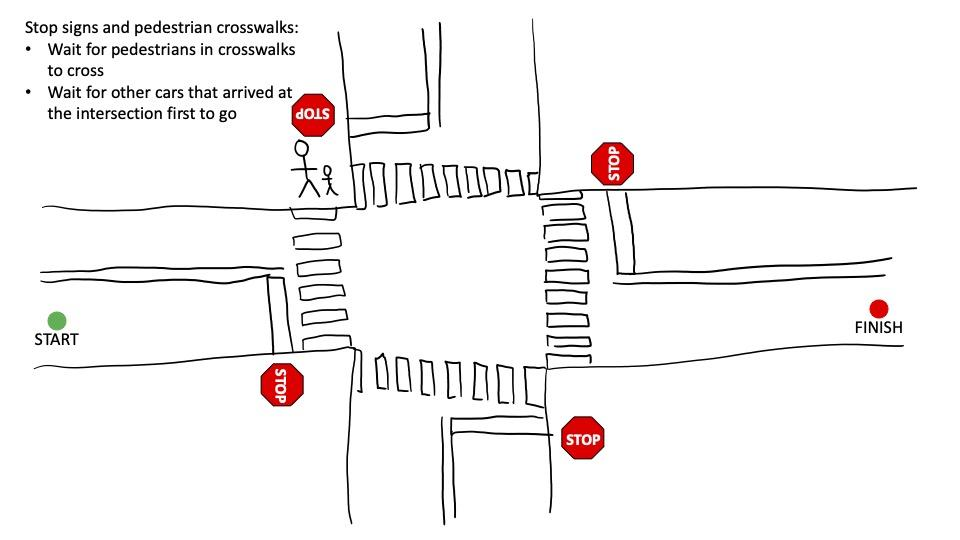 Stop signs and pedestrian crosswalks:
• Wait for pedestrians in crosswalks
to cross
• Wait for other cars that arrived at
the intersection first to go
STOP
STOP
START
FINISH
STOP
STOP